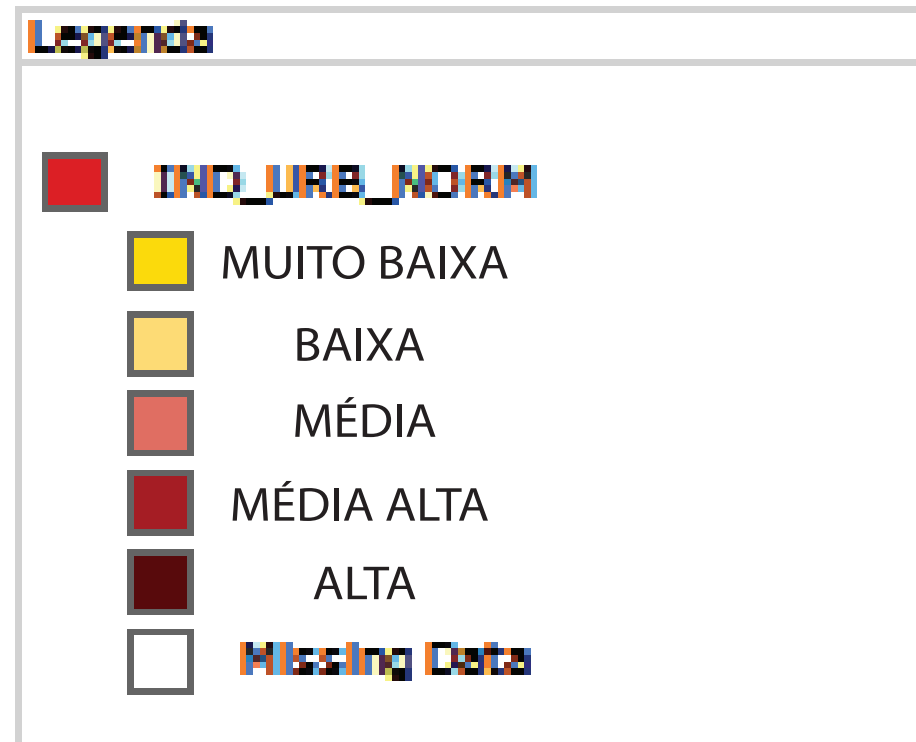 Legenda
IND_URB_NORM
MUITO BAIXA
BAIXA
MÉDIA
MÉDIA ALTA
ALTA
Missing Data